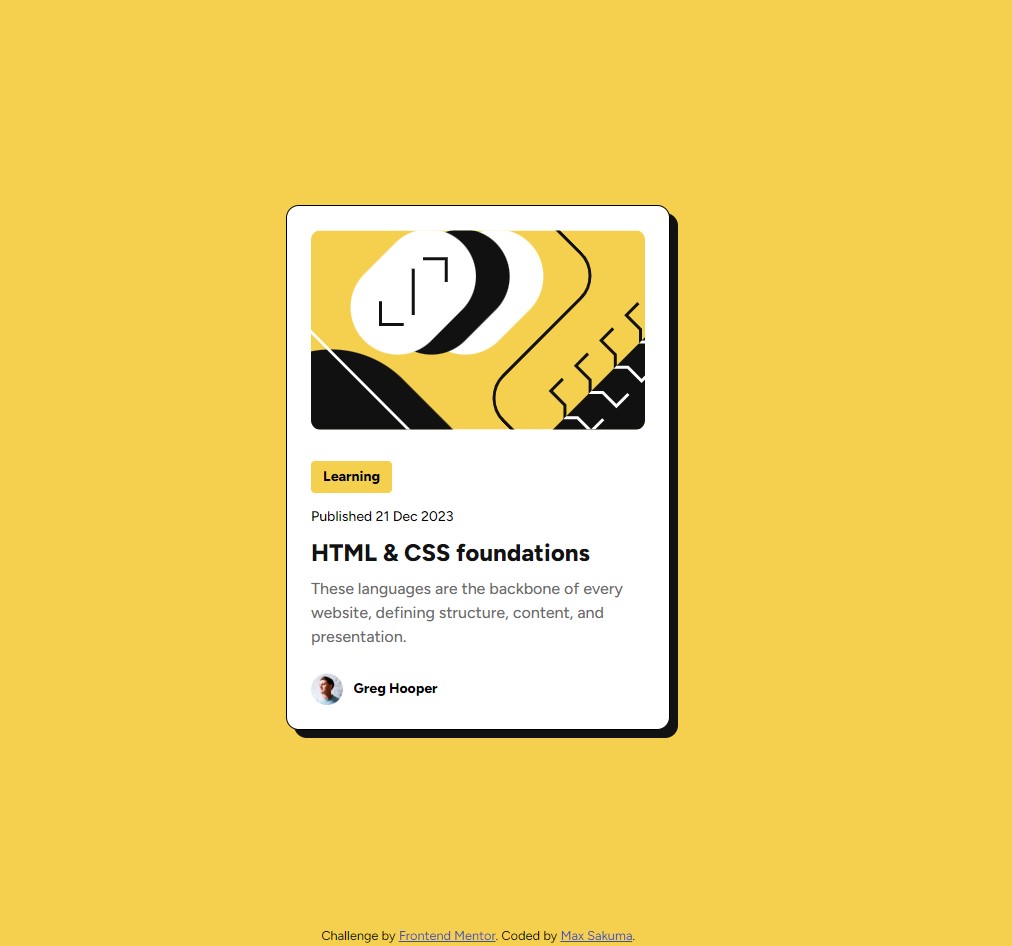 Learning
Published 21 Dec 2023
HTML & CSS foundations
These languages are the backbone of every
website, defining structure, content, and
presentation.
Greg Hooper
Challenge by Frontend Mentor. Coded by Max Sakuma.